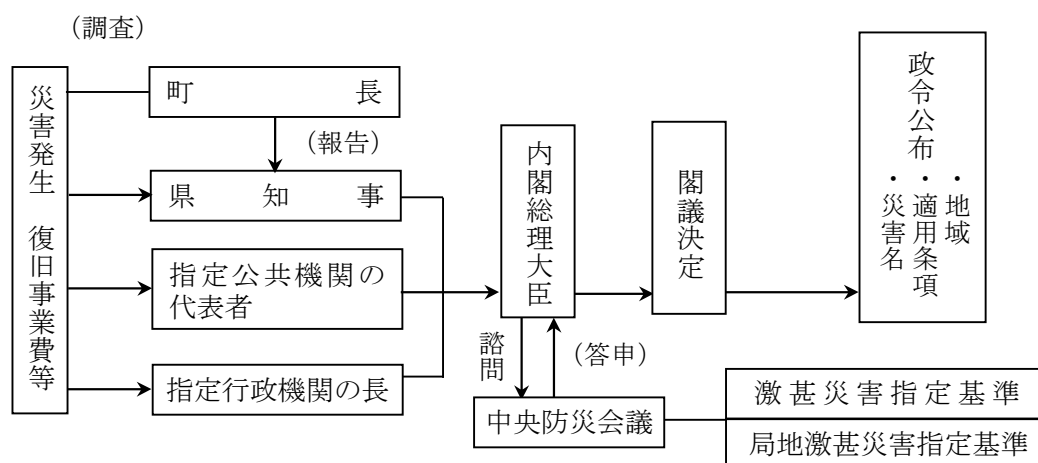 （調査）
災害発生　復旧事業費等
町長
（報告）
県知事
指定公共機関の
代表者
指定行政機関の長
内閣総理大臣
諮問
（答申）
中央防災会議
閣議決定
政令公布
・地域
・適用条項
・災害名
激甚災害指定基準
局地激甚災害指定基準